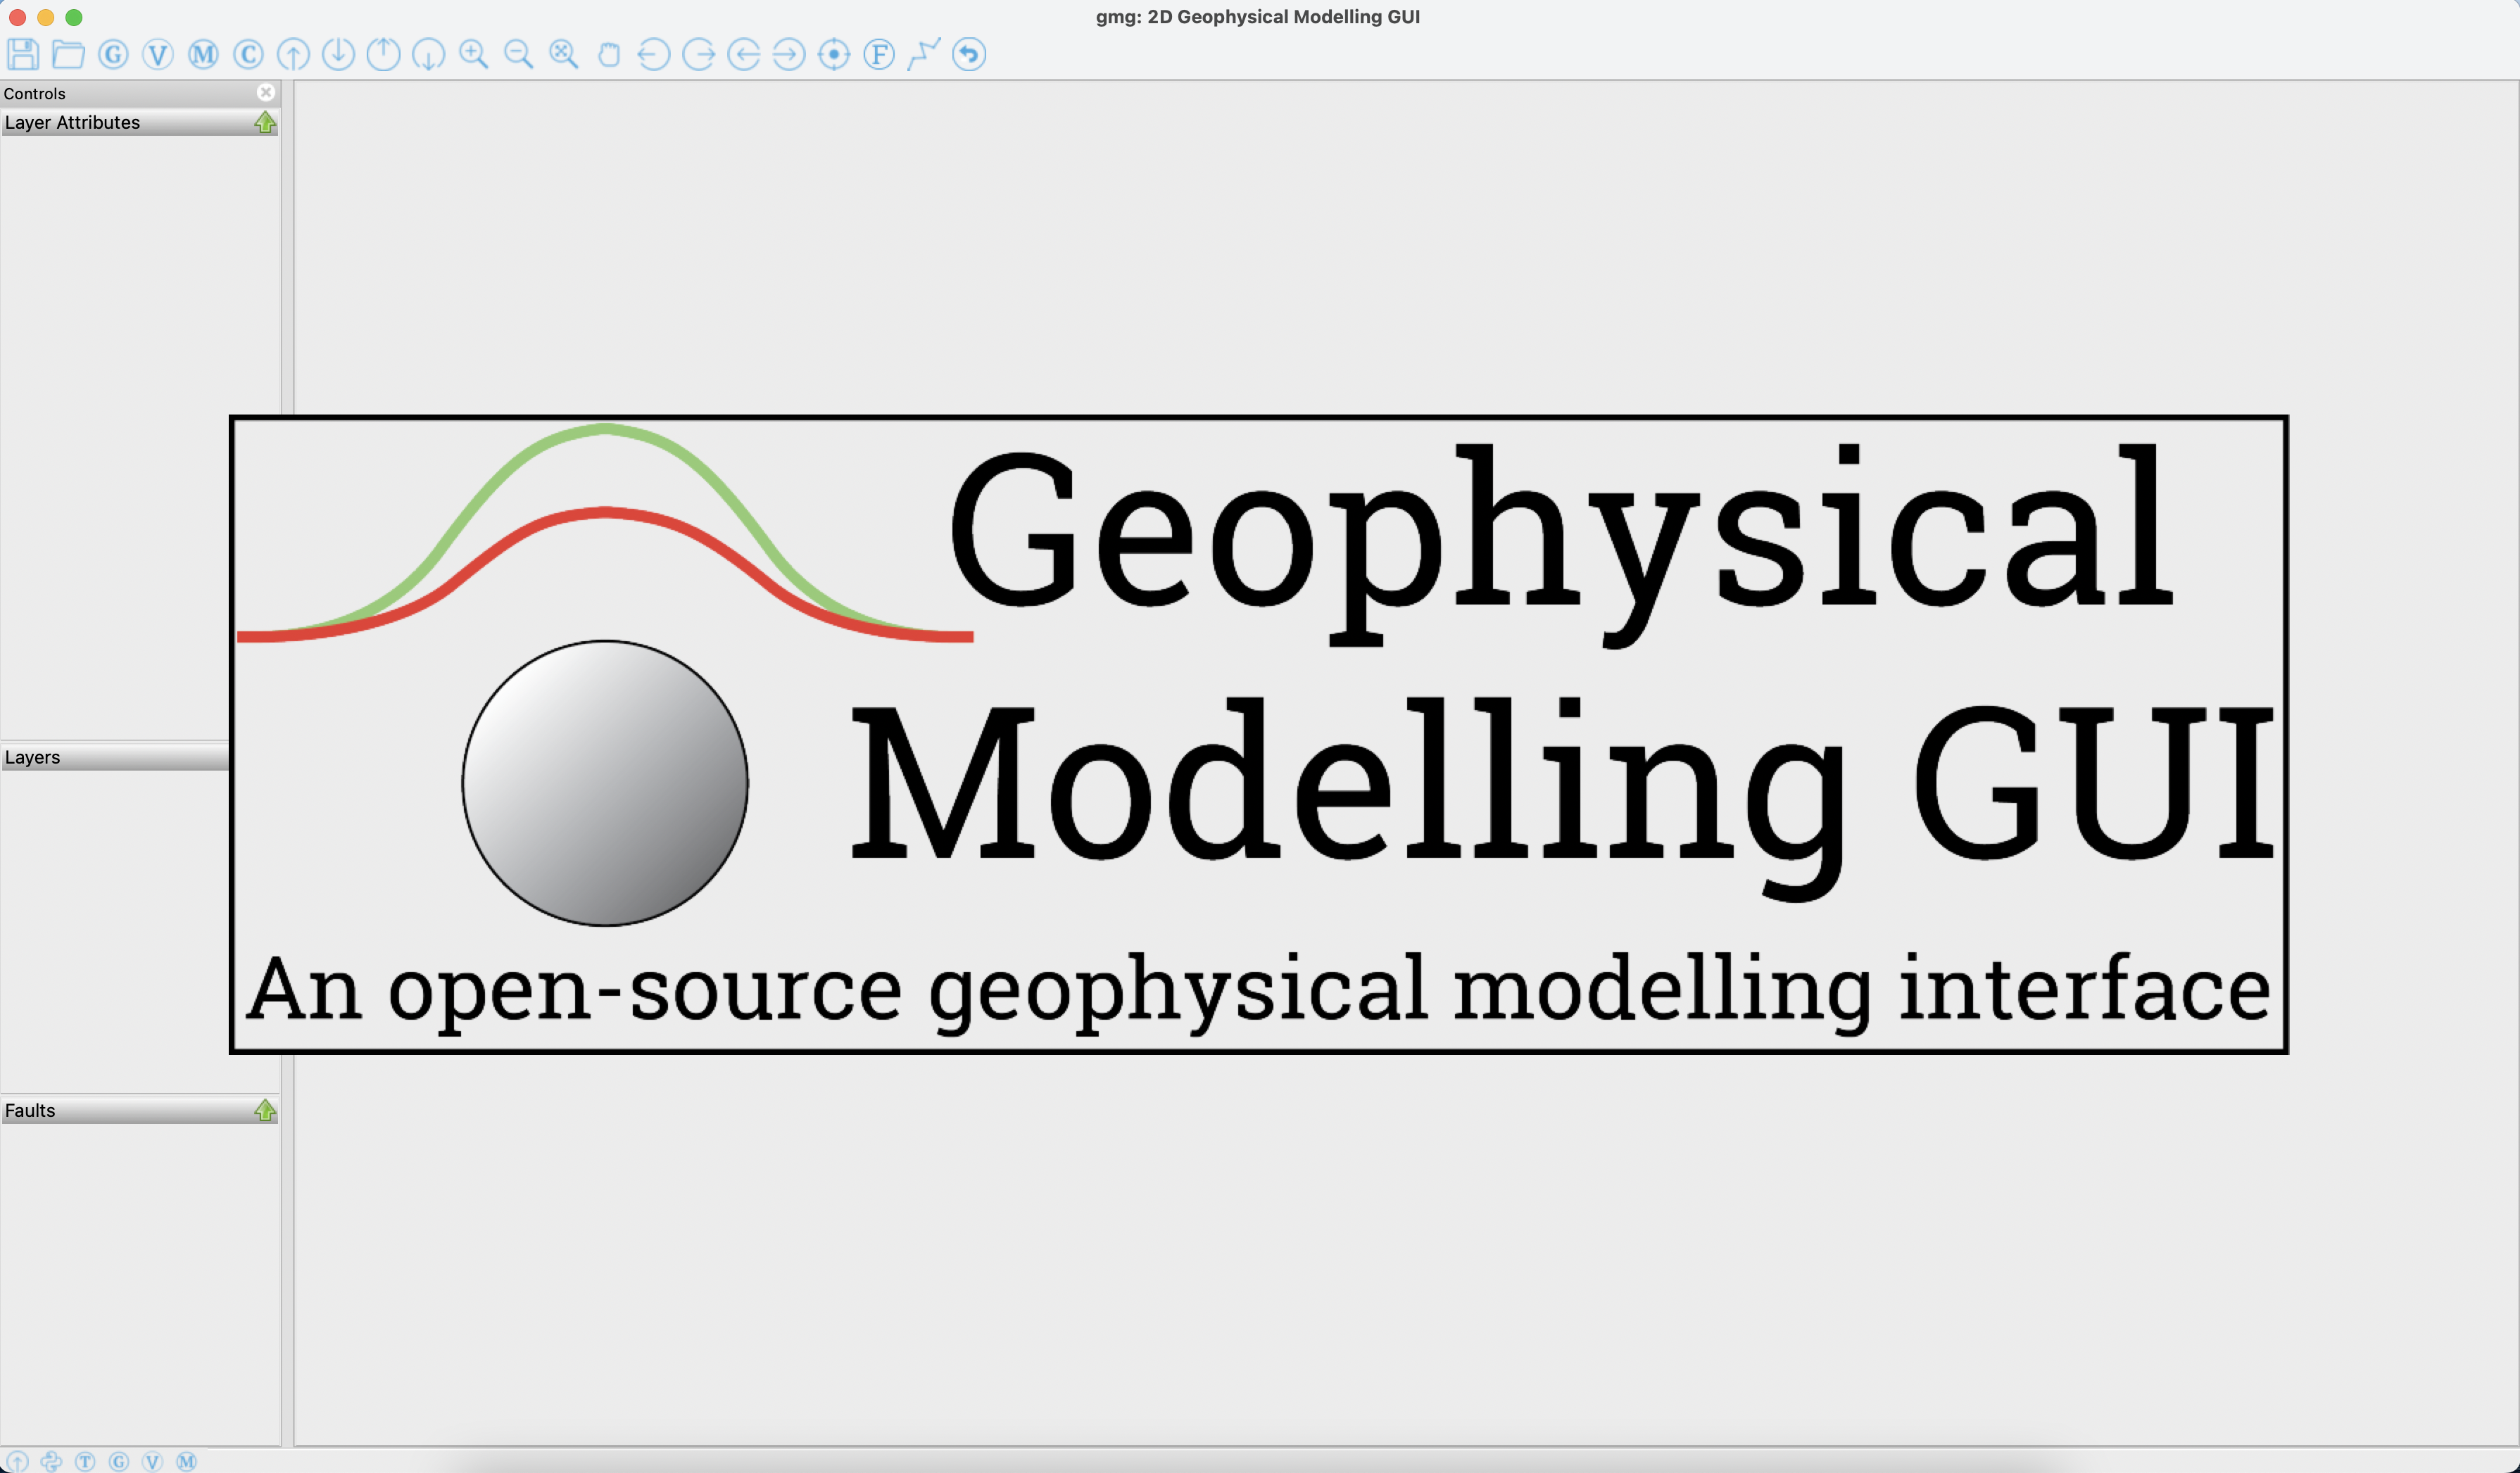 gmg: 2D Geophysical Modelling GUI
G V M C F
Controls
Layer Attributes
Geophysical
Modelling GUI
Layers
An open-source geophysical modelling interface
Faults
T G V M